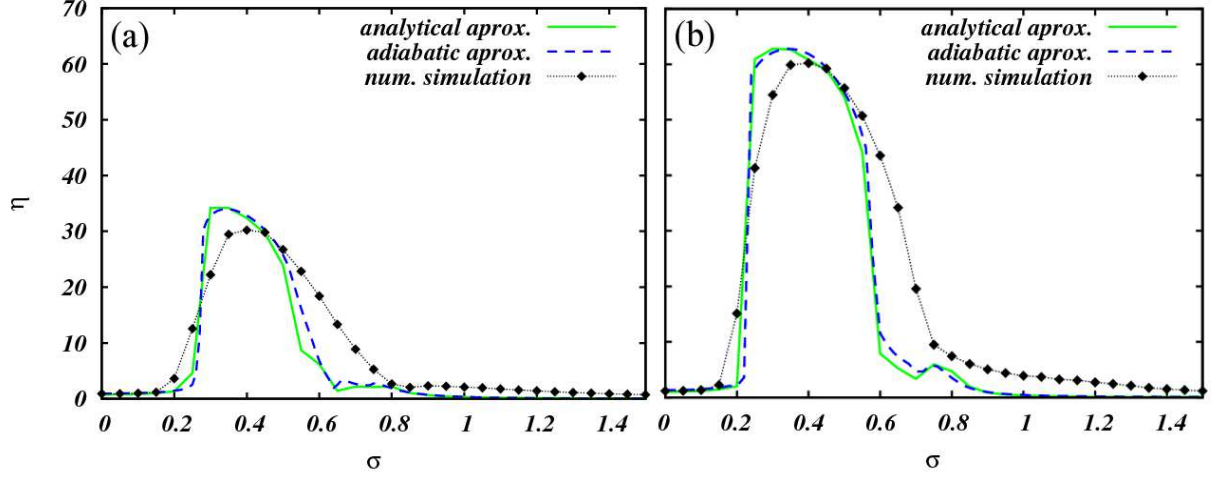 70
60
50
40
30
20
10
0
η
(a)
analytical aprox.
adiabatic aprox.
num. simulation
0 0.2 0.4 0.6 0.8 1 1.2 1.4
σ
(b)
analytical aprox.
adiabatic aprox.
num. simulation
0 0.2 0.4 0.6 0.8 1 1.2 1.4
σ